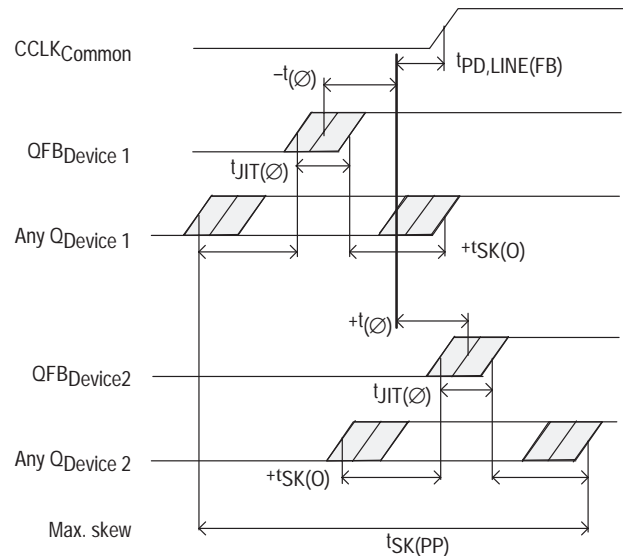 CCLKCommon
tPD,LINE(FB)
–t(∅)
QFBDevice 1
tJIT(∅)
Any QDevice 1
+tSK(O)
+t(∅)
QFBDevice2
tJIT(∅)
Any QDevice 2
+tSK(O)
Max. skew
tSK(PP)